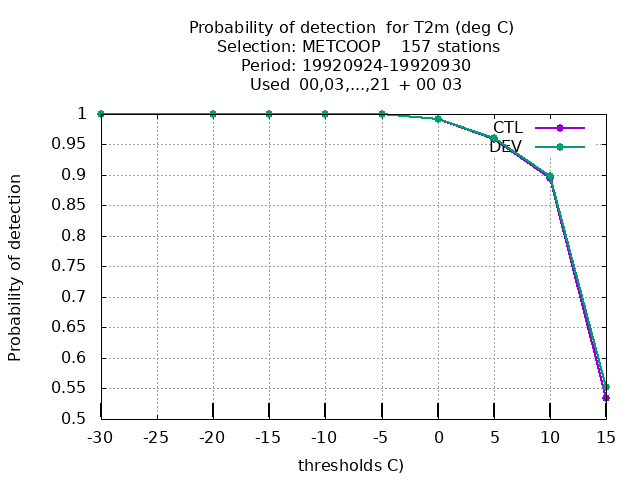 Probability of detection for T2m (deg C)
Selection: METCOOP 157 stations
Period: 19920924-19920930
Used 00,03,...,21 + 00 03
CTL
DEV
Probability of detection
1
0.95
0.9
0.85
0.8
0.75
0.7
0.65
0.6
0.55
0.5
-30 -25 -20 -15 -10 -5 0 5 10 15
thresholds C)